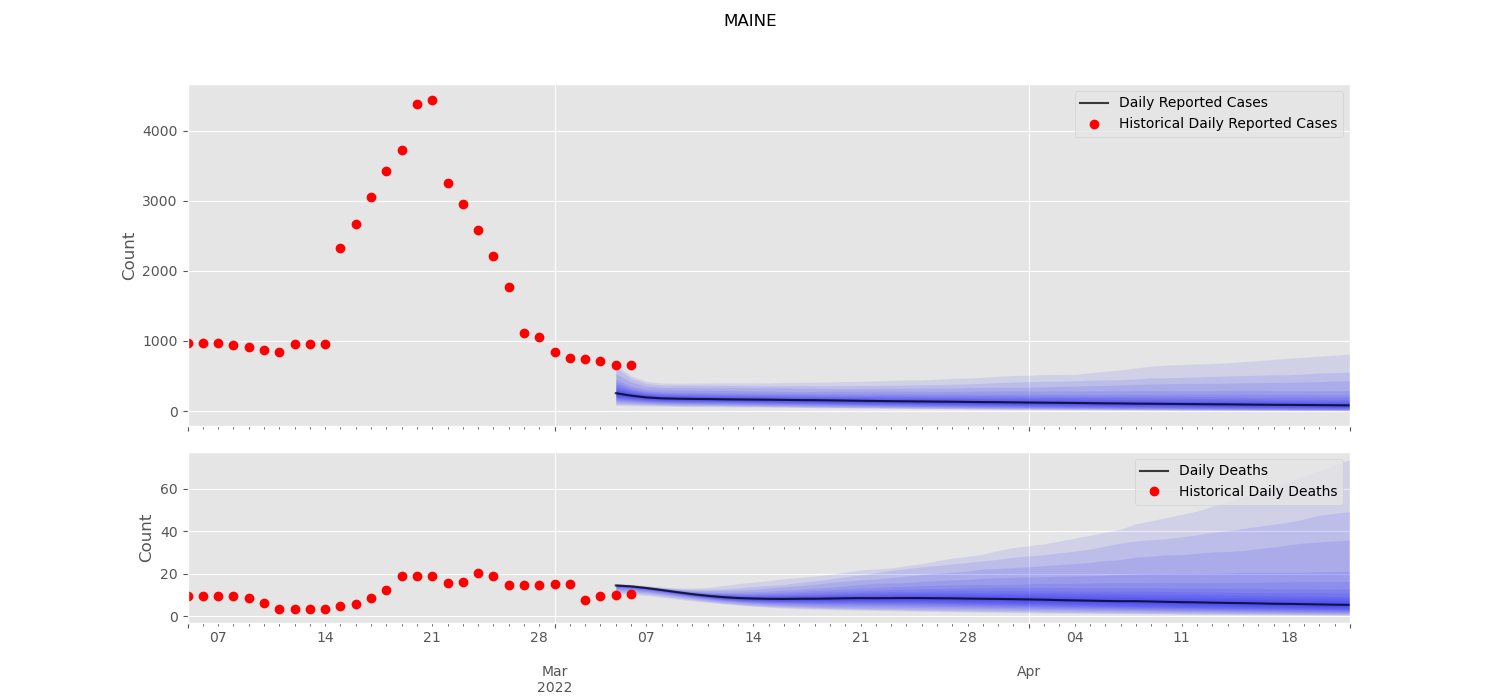 MAINE
Count
4000
3000
2000
1000
0
Daily Reported Cases
Historical Daily Reported Cases
Count
60
40
20
0
Daily Deaths
Historical Daily Deaths
07 14 21 28 07 14 21 28 04 11 18
Mar Apr
2022